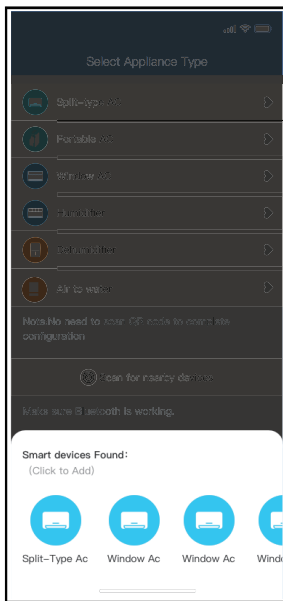 Select Appliance Type
Split-type AC
Portable AC
Window AC
Humidifier
Dehumidifier
Air to water
Note:No need to scan QR code to complete
configuration
Scan for nearby devices
Make sure Bluetooth is working.
Smart devices Found:
(Click to Add)
Split-Type Ac Window Ac Window Ac Wind